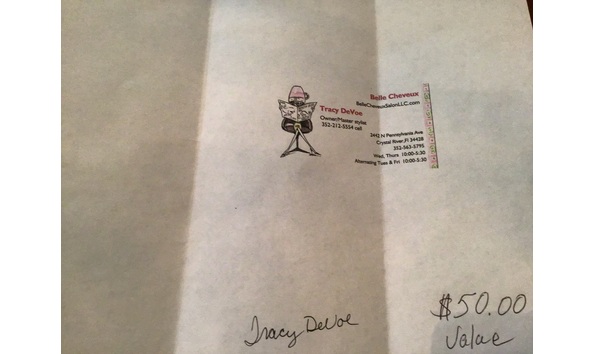 Belle Cheveux
BelleCheveuxSalonLLC.com
Tracy DeVoe
Owner/Master stylist
352-212-5554 cell
2442 N Pennsylvania Ave
Crystal River, Fl 34428
352-563-5795
Wed, Thurs 10:00-5:30
Alternating Tues & Fri 10:00-5:30
Tracy DeVoe
$50.00
Value